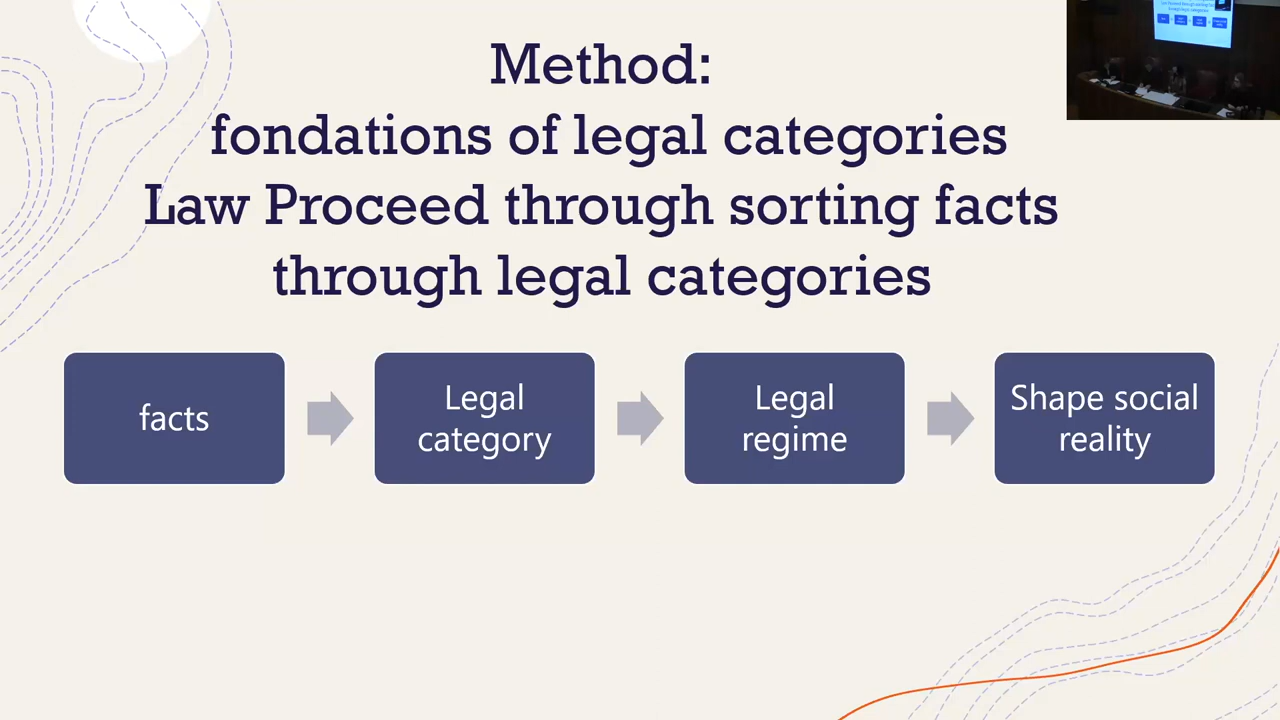 Method:
fondations of legal categories
Law Proceed through sorting facts
through legal categories
facts
Legal
category
Legal
regime
Shape social
reality